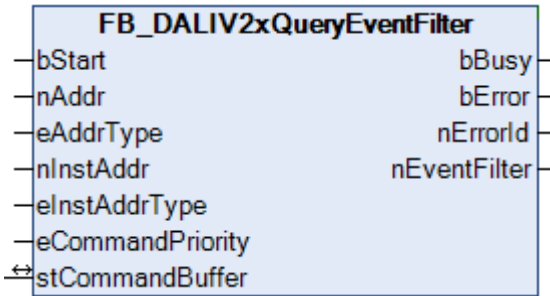 FB_DALIV2xQueryEventFilter
bStart bBusy
nAddr bError
eAddrType nErrorId
nInstAddr nEventFilter
eInstAddrType
eCommandPriority
stCommandBuffer